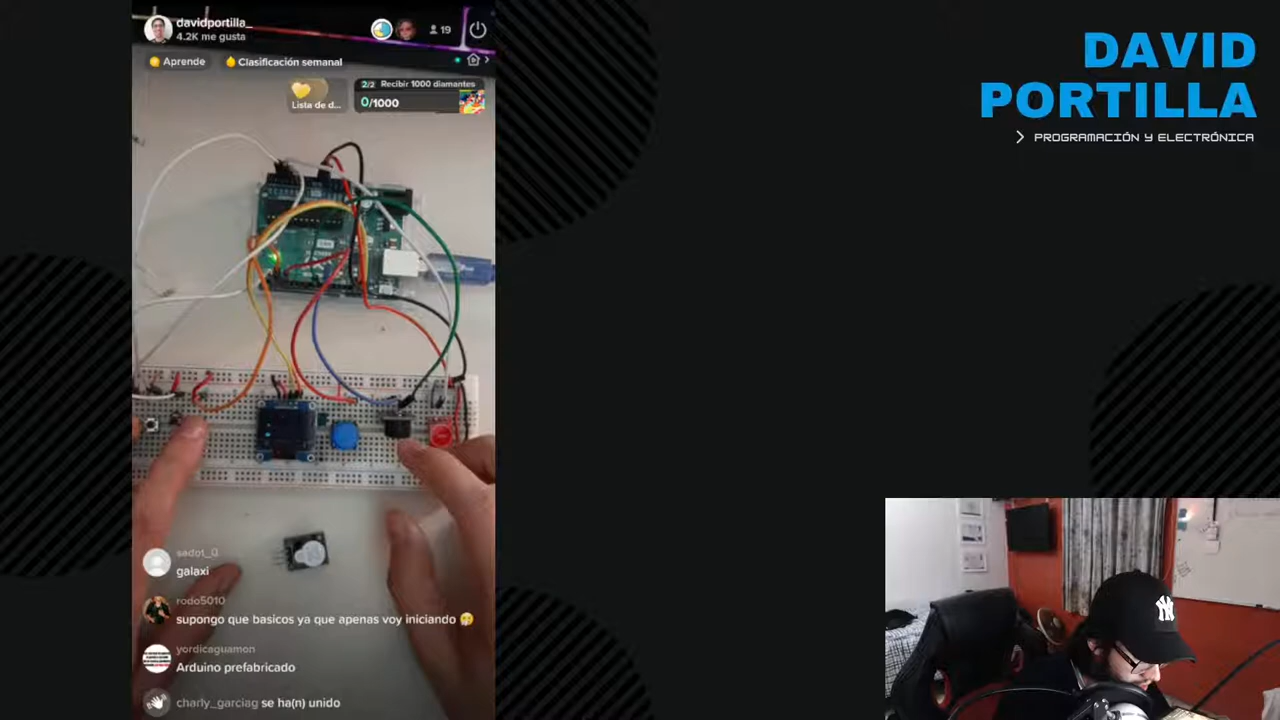 davidportilla_
4.2K me gusta
19
Aprende
Clasificación semanal
Lista de d...
2/2 Recibir 1000 diamantes
0/1000
sadot_G
galaxi
rodo5010
supongo que basicos ya que apenas voy iniciando 🤔
yordicaguamon
Arduino prefabricado
charly_garciag se ha(n) unido
DAVID
PORTILLA
PROGRAMACIÓN Y ELECTRÓNICA